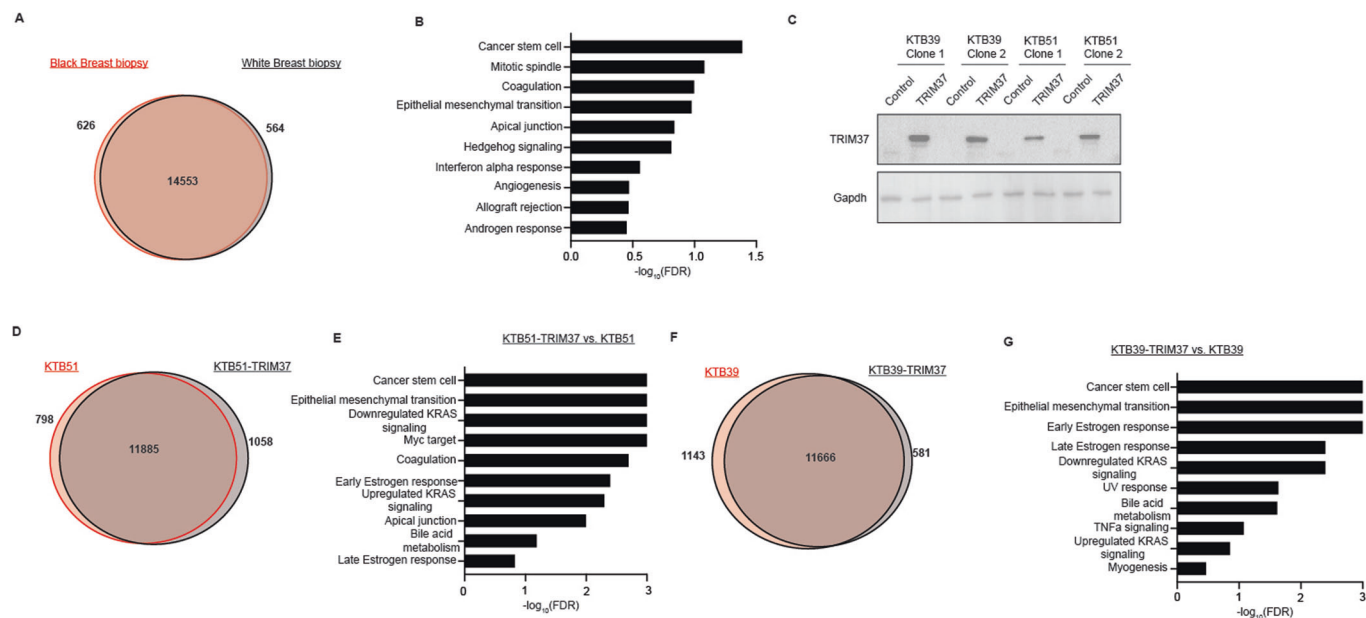 A
Black Breast biopsy
White Breast biopsy
626
564
14553
B
Cancer stem cell
Mitotic spindle
Coagulation
Epithelial mesenchymal transition
Apical junction
Hedgehog signaling
Interferon alpha response
Angiogenesis
Allograft rejection
Androgen response
0.0
0.5
1.0
1.5
-log10(FDR)
C
KTB39
Clone 1
KTB39
Clone 2
KTB51
Clone 1
KTB51
Clone 2
Control
TRIM37
Control
TRIM37
Control
TRIM37
Control
TRIM37
TRIM37
Gapdh
D
KTB51
KTB51-TRIM37
798
1058
11885
E
KTB51-TRIM37 vs. KTB51
Cancer stem cell
Epithelial mesenchymal transition
Downregulated KRAS
signaling
Myc target
Coagulation
Early Estrogen response
Upregulated KRAS
signaling
Apical junction
Bile acid
metabolism
Late Estrogen response
0
1
2
3
-log10(FDR)
F
KTB39
KTB39-TRIM37
1143
11666
581
G
KTB39-TRIM37 vs. KTB39
Cancer stem cell
Epithelial mesenchymal transition
Early Estrogen response
Late Estrogen response
Downregulated KRAS
signaling
UV response
Bile acid
metabolism
TNFa signaling
Upregulated KRAS
signaling
Myogenesis
0
1
2
3
-log10(FDR)